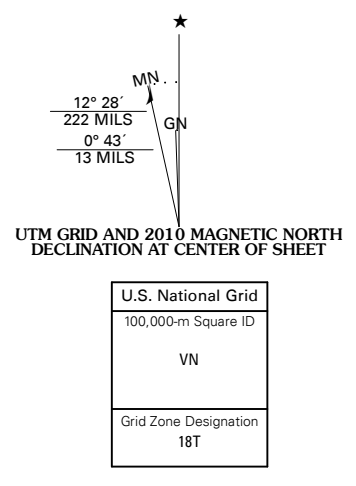 ★
MN
12° 28´
222 MILS
GN
0° 43´
13 MILS
UTM GRID AND 2010 MAGNETIC NORTH
DECLINATION AT CENTER OF SHEET
U.S. National Grid
100,000-m Square ID
VN
Grid Zone Designation
18T